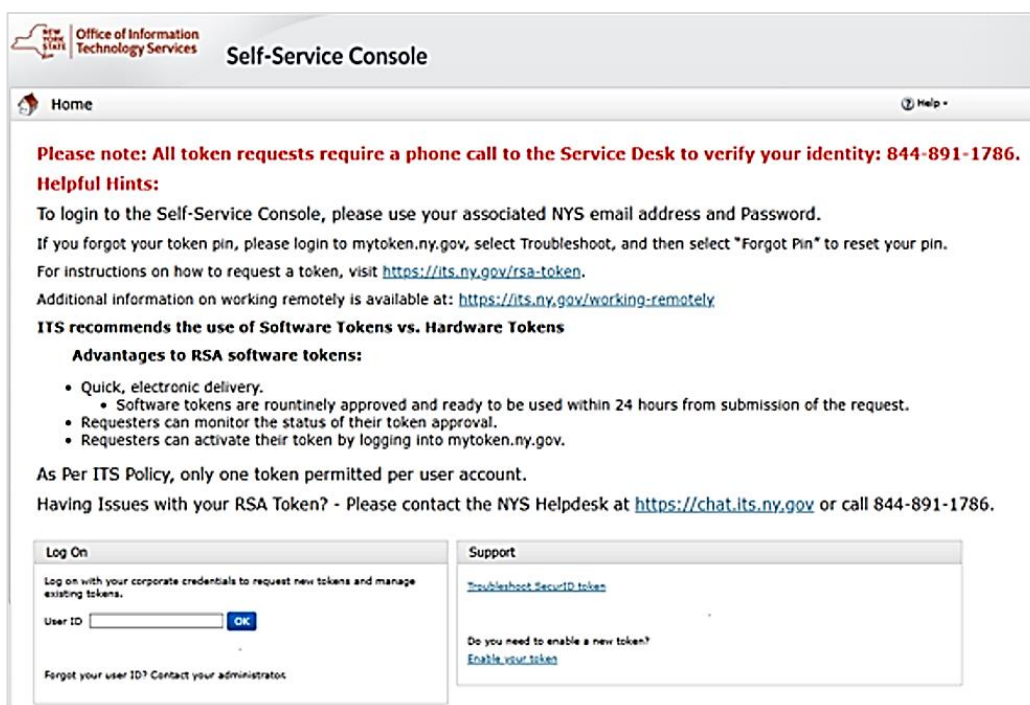 NEW YORK STATE
Office of Information
Technology Services
Self-Service Console
Home
Help
Please note: All token requests require a phone call to the Service Desk to verify your identity: 844-891-1786.
Helpful Hints:
To login to the Self-Service Console, please use your associated NYS email address and Password.
If you forgot your token pin, please login to mytoken.ny.gov, select Troubleshoot, and then select "Forgot Pin" to reset your pin.
For instructions on how to request a token, visit https://its.ny.gov/rsa-token.
Additional information on working remotely is available at: https://its.ny.gov/working-remotely
ITS recommends the use of Software Tokens vs. Hardware Tokens
Advantages to RSA software tokens:
• Quick, electronic delivery.
• Software tokens are rountinely approved and ready to be used within 24 hours from submission of the request.
• Requesters can monitor the status of their token approval.
• Requesters can activate their token by logging into mytoken.ny.gov.
As Per ITS Policy, only one token permitted per user account.
Having Issues with your RSA Token? - Please contact the NYS Helpdesk at https://chat.its.ny.gov or call 844-891-1786.
Log On
Log on with your corporate credentials to request new tokens and manage
existing tokens.
User ID OK
Forgot your user ID? Contact your administrator.
Support
Troubleshoot SecurID token
Do you need to enable a new token?
Enable your token